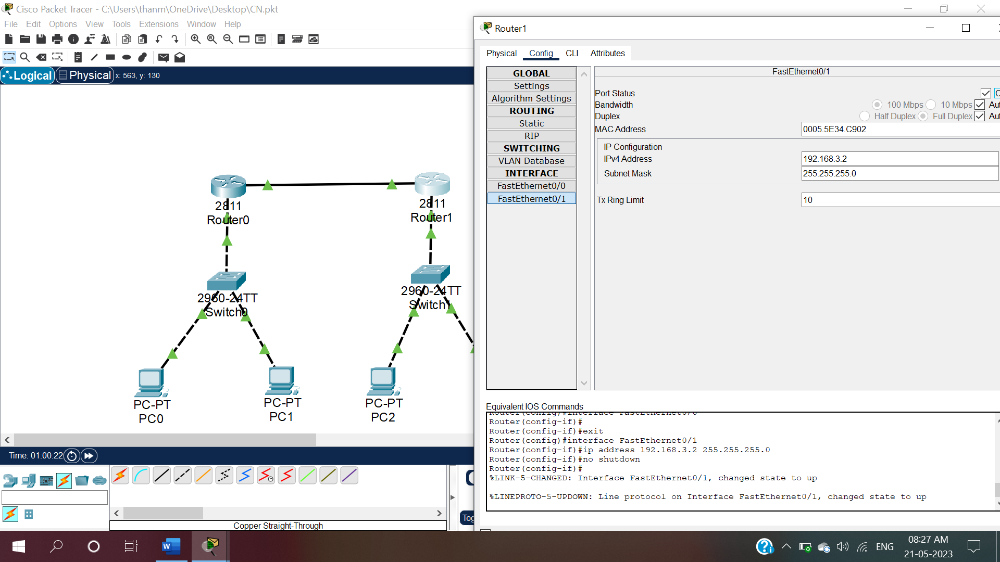 Cisco Packet Tracer - C:\Users\thanm\OneDrive\Desktop\CN.pkt
File Edit Options View Tools Extensions Window Help
Logical Physical x: 563, y: 130
2811
Router0
2811
Router1
2960-24TT
Switch0
2960-24TT
Switch1
PC-PT
PC0
PC-PT
PC1
PC-PT
PC2
Time: 01:00:22
Copper Straight-Through
Router1
Physical Config CLI Attributes
GLOBAL
Settings
Algorithm Settings
ROUTING
Static
RIP
SWITCHING
VLAN Database
INTERFACE
FastEthernet0/0
FastEthernet0/1
FastEthernet0/1
Port Status
Bandwidth 100 Mbps 10 Mbps
Duplex Half Duplex Full Duplex
MAC Address 0005.5E34.C902
IP Configuration
IPv4 Address 192.168.3.2
Subnet Mask 255.255.255.0
Tx Ring Limit 10
Equivalent IOS Commands
Router(config)#interface FastEthernet0/0
Router(config-if)#
Router(config-if)#exit
Router(config)#interface FastEthernet0/1
Router(config-if)#ip address 192.168.3.2 255.255.255.0
Router(config-if)#no shutdown
Router(config-if)#
%LINK-5-CHANGED: Interface FastEthernet0/1, changed state to up
%LINEPROTO-5-UPDOWN: Line protocol on Interface FastEthernet0/1, changed state to up
ENG
08:27 AM
21-05-2023